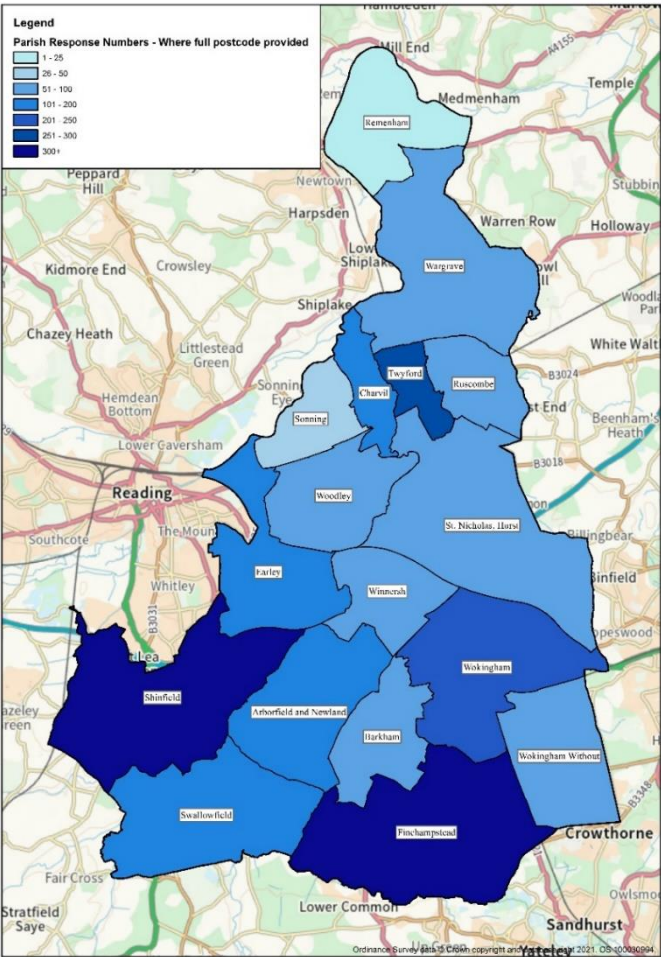 Legend
Parish Response Numbers - Where full postcode provided
1 - 25
26 - 50
51 - 100
101 - 200
201 - 250
251 - 300
300+
Mill End
A4155
Temple
Medmenham
Remenham
Newtown
Peppard
Hill
Harpsden
Warren Row
Holloway
Wargrave
Kidmore End
Crowsley
Shiplake
Chazey Heath
Littlestead
Green
White Walt
Twyford
Ruscombe
B3024
Charvil
Sonning
Hemdean
Bottom
Beenham's
Heath
Sonning
Lower Caversham
B3018
Reading
Woodley
St. Nicholas, Hurst
Southcote
Billingbear
Binfield
Whitley
Earley
Winnersh
B3031
Wokingham
Shinfield
Arborfield and Newland
Barkham
Wokingham Without
B3348
Swallowfield
Finchampstead
Crowthorne
Fair Cross
Lower Common
Stratfield
Saye
Sandhurst
Yateley